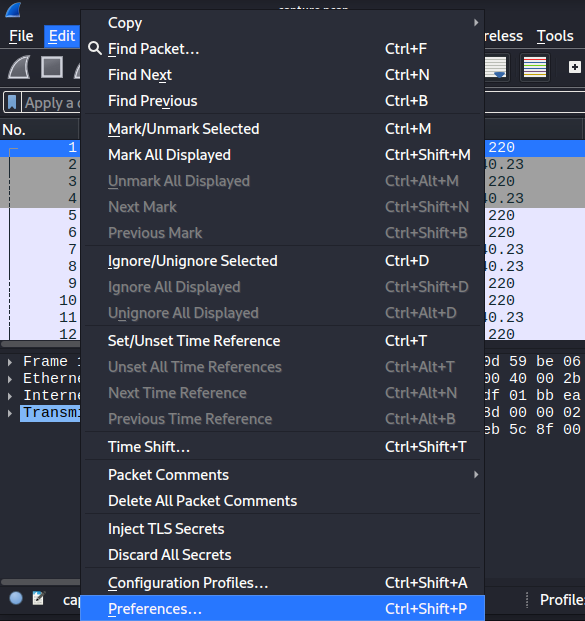 capture.pcap
File Edit reless Tools
Apply a
No.
1 220
2 40.23
3 220
4 40.23
5 220
6 220
7 40.23
8 40.23
9 220
10 220
11 40.23
12 220
Frame
Etherne
Interne
Transmi
0d 59 be 06
00 40 00 2b
df 01 bb ea
8d 00 00 02
eb 5c 8f 00
Copy
Find Packet... Ctrl+F
Find Next Ctrl+N
Find Previous Ctrl+B
Mark/Unmark Selected Ctrl+M
Mark All Displayed Ctrl+Shift+M
Unmark All Displayed Ctrl+Alt+M
Next Mark Ctrl+Shift+N
Previous Mark Ctrl+Shift+B
Ignore/Unignore Selected Ctrl+D
Ignore All Displayed Ctrl+Shift+D
Unignore All Displayed Ctrl+Alt+D
Set/Unset Time Reference Ctrl+T
Unset All Time References Ctrl+Alt+T
Next Time Reference Ctrl+Alt+N
Previous Time Reference Ctrl+Alt+B
Time Shift... Ctrl+Shift+T
Packet Comments
Delete All Packet Comments
Inject TLS Secrets
Discard All Secrets
Configuration Profiles... Ctrl+Shift+A
Preferences... Ctrl+Shift+P
cap
Profile